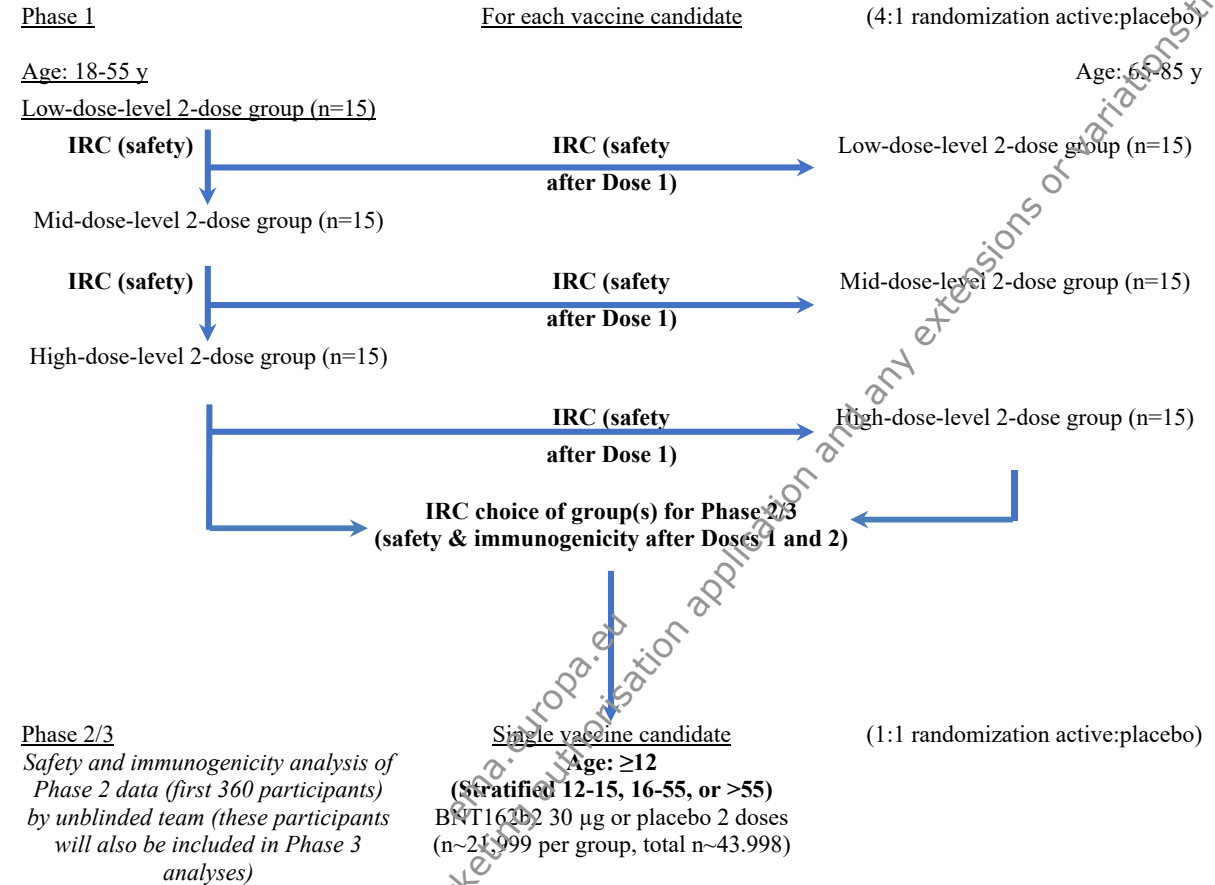 Phase 1 For each vaccine candidate (4:1 randomization active:placebo)
Age: 18-55 y Age: 65-85 y
Low-dose-level 2-dose group (n=15)
IRC (safety) IRC (safety Low-dose-level 2-dose group (n=15)
after Dose 1)
Mid-dose-level 2-dose group (n=15)
IRC (safety) IRC (safety Mid-dose-level 2-dose group (n=15)
after Dose 1)
High-dose-level 2-dose group (n=15)
IRC (safety High-dose-level 2-dose group (n=15)
after Dose 1)
IRC choice of group(s) for Phase 2/3
(safety & immunogenicity after Doses 1 and 2)
Phase 2/3 Single vaccine candidate (1:1 randomization active:placebo)
Safety and immunogenicity analysis of Age: ≥12
Phase 2 data (first 360 participants) (Stratified 12-15, 16-55, or >55)
by unblinded team (these participants BNT162b2 30 µg or placebo 2 doses
will also be included in Phase 3 (n~21,999 per group, total n~43.998)
analyses)
ema.europa.eu
keting authorisation application and any extensions or variations